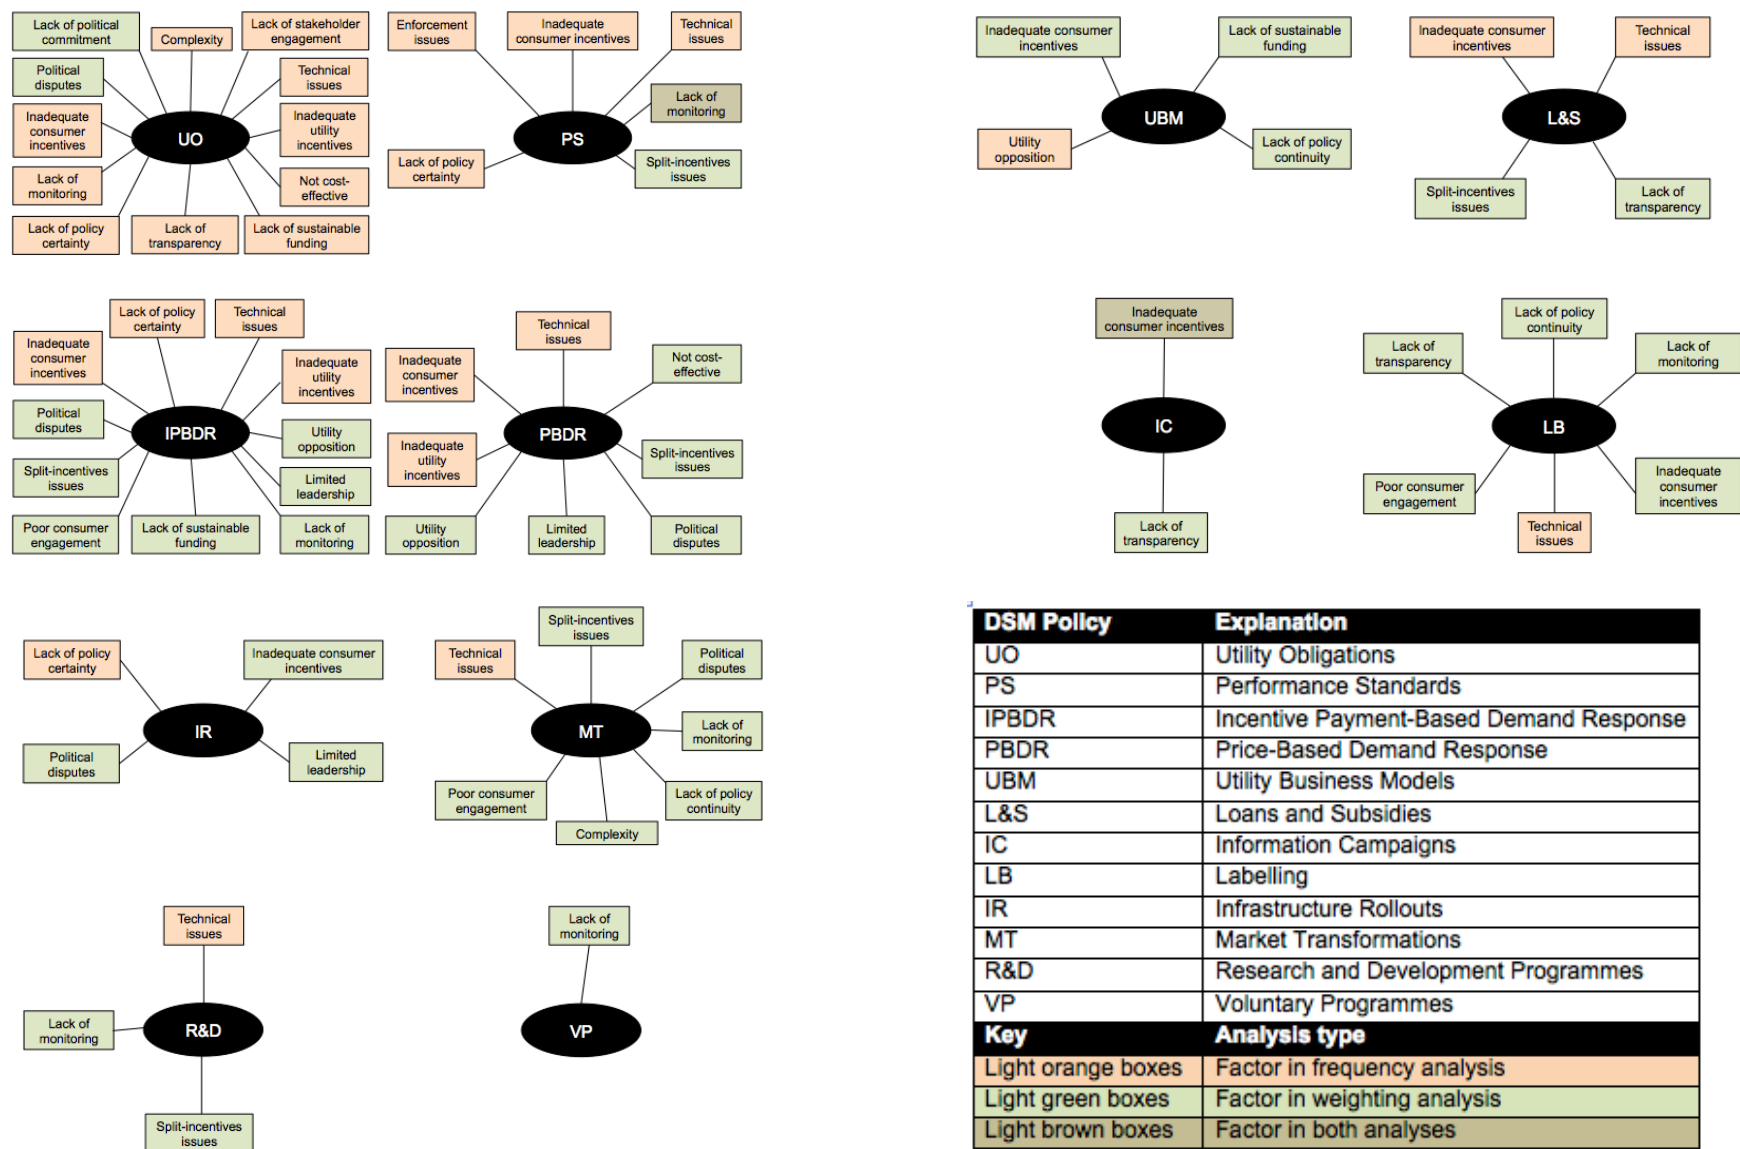 Lack of political
commitment
Complexity
Lack of stakeholder
engagement
Political
disputes
Technical
issues
Inadequate
consumer
incentives
UO
Inadequate
utility
incentives
Lack of
monitoring
Not cost-
effective
Lack of policy
certainty
Lack of
transparency
Lack of sustainable
funding
Enforcement
issues
Inadequate
consumer incentives
Technical
issues
Lack of
monitoring
PS
Lack of policy
certainty
Split-incentives
issues
Inadequate consumer
incentives
Lack of sustainable
funding
UBM
Utility
opposition
Lack of policy
continuity
Inadequate consumer
incentives
Technical
issues
L&S
Split-incentives
issues
Lack of
transparency
Lack of policy
certainty
Technical
issues
Inadequate
consumer
incentives
Inadequate
utility
incentives
Political
disputes
IPBDR
Utility
opposition
Split-incentives
issues
Limited
leadership
Poor consumer
engagement
Lack of sustainable
funding
Lack of
monitoring
Technical
issues
Inadequate
consumer
incentives
Not cost-
effective
PBDR
Inadequate
utility
incentives
Split-incentives
issues
Utility
opposition
Limited
leadership
Political
disputes
Inadequate
consumer incentives
IC
Lack of
transparency
Lack of policy
continuity
Lack of
transparency
Lack of
monitoring
LB
Poor consumer
engagement
Inadequate
consumer
incentives
Technical
issues
Lack of policy
certainty
Inadequate consumer
incentives
IR
Political
disputes
Limited
leadership
Split-incentives
issues
Technical
issues
Political
disputes
MT
Lack of
monitoring
Poor consumer
engagement
Lack of policy
continuity
Complexity
Technical
issues
Lack of
monitoring
R&D
Split-incentives
issues
Lack of
monitoring
VP
DSM Policy Explanation
UO Utility Obligations
PS Performance Standards
IPBDR Incentive Payment-Based Demand Response
PBDR Price-Based Demand Response
UBM Utility Business Models
L&S Loans and Subsidies
IC Information Campaigns
LB Labelling
IR Infrastructure Rollouts
MT Market Transformations
R&D Research and Development Programmes
VP Voluntary Programmes
Key Analysis type
Light orange boxes Factor in frequency analysis
Light green boxes Factor in weighting analysis
Light brown boxes Factor in both analyses